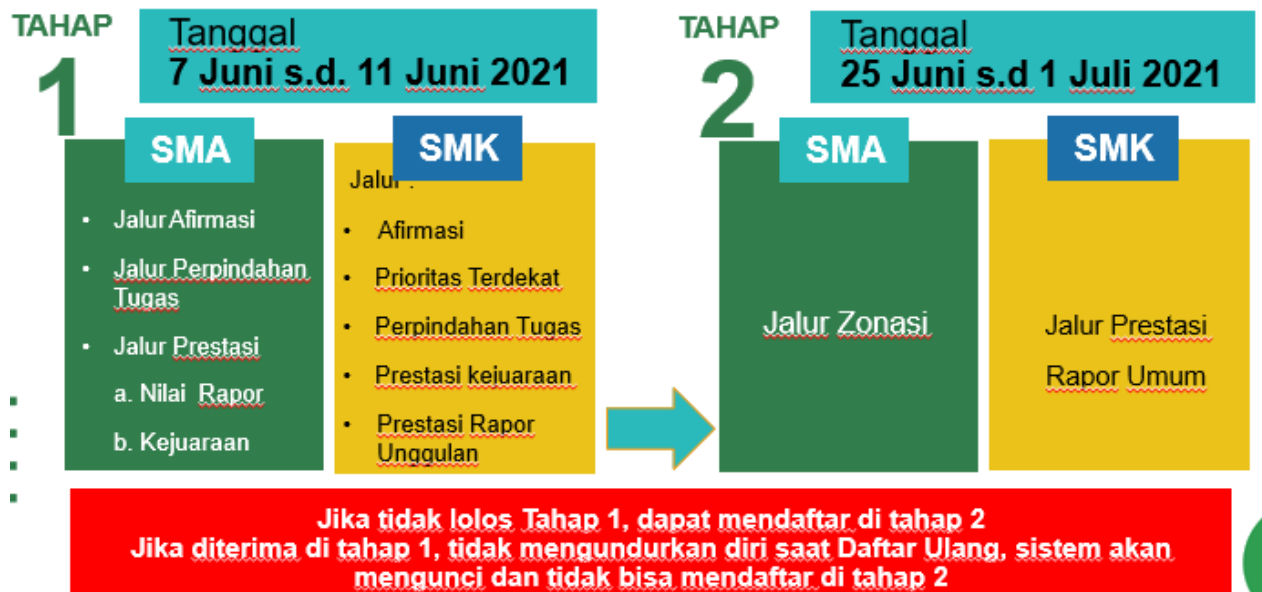 TAHAP
1
Tanggal
7 Juni s.d. 11 Juni 2021
SMA
• Jalur Afirmasi
• Jalur Perpindahan
Tugas
• Jalur Prestasi
a. Nilai Rapor
b. Kejuaraan
SMK
Jalur :
• Afirmasi
• Prioritas Terdekat
• Perpindahan Tugas
• Prestasi kejuaraan
• Prestasi Rapor
Unggulan
TAHAP
2
Tanggal
25 Juni s.d 1 Juli 2021
SMA
Jalur Zonasi
SMK
Jalur Prestasi
Rapor Umum
Jika tidak lolos Tahap 1, dapat mendaftar di tahap 2
Jika diterima di tahap 1, tidak mengundurkan diri saat Daftar Ulang, sistem akan
mengunci dan tidak bisa mendaftar di tahap 2